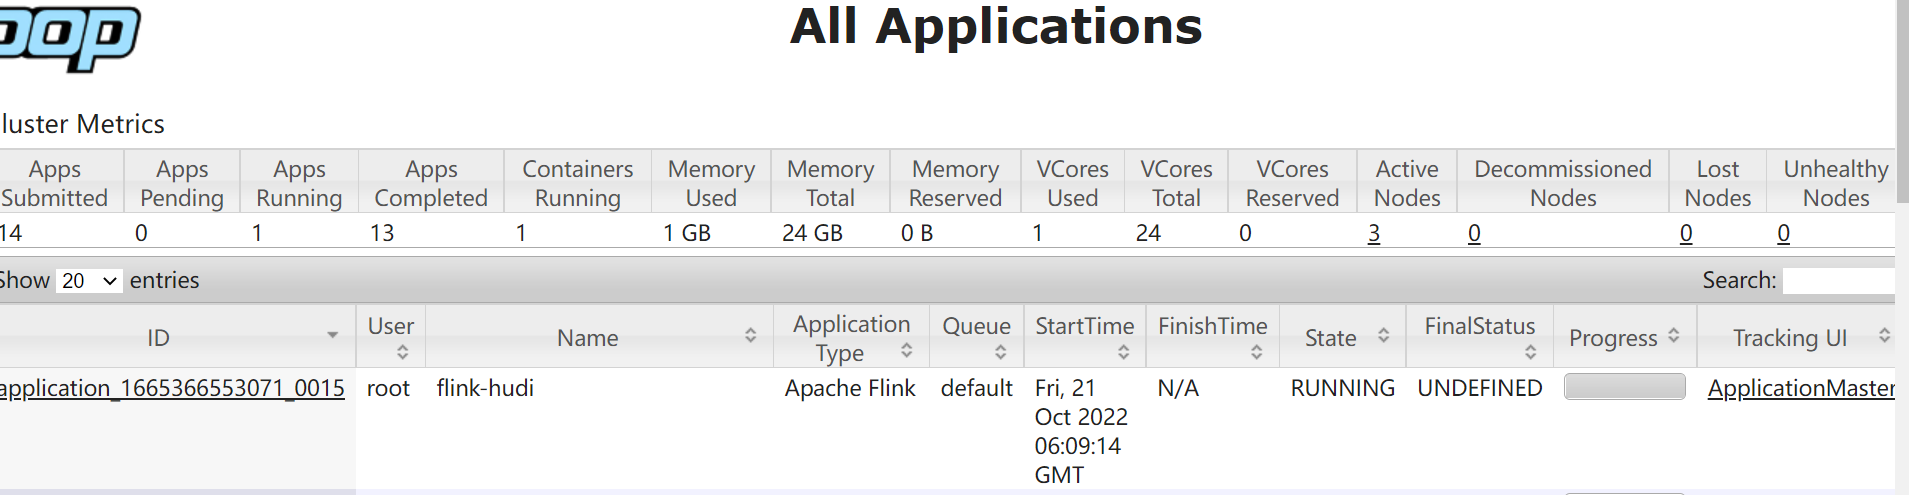 oop
All Applications
luster Metrics
Apps Submitted Apps Pending Apps Running Apps Completed Containers Running Memory Used Memory Total Memory Reserved VCores Used VCores Total VCores Reserved Active Nodes Decommissioned Nodes Lost Nodes Unhealthy Nodes
14 0 1 13 1 1 GB 24 GB 0 B 1 24 0 3 0 0 0
Show 20 entries Search:
ID User Name Application Type Queue StartTime FinishTime State FinalStatus Progress Tracking UI
application_1665366553071_0015 root flink-hudi Apache Flink default Fri, 21 Oct 2022 06:09:14 GMT N/A RUNNING UNDEFINED ApplicationMaster